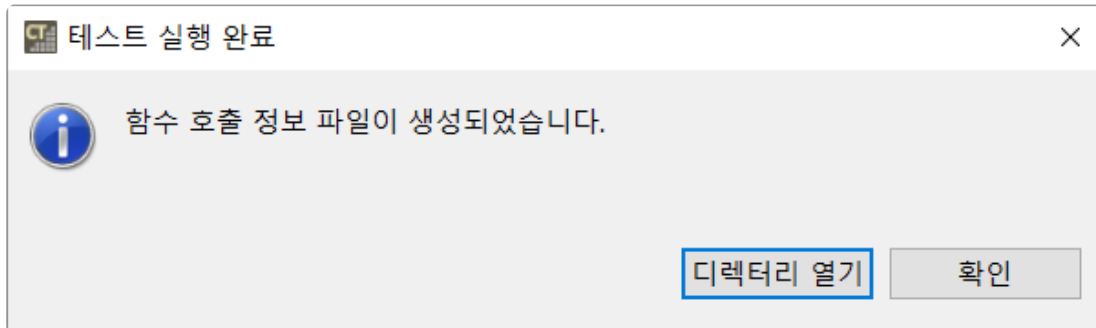 CT 테스트 실행 완료
함수 호출 정보 파일이 생성되었습니다.
디렉터리 열기 확인